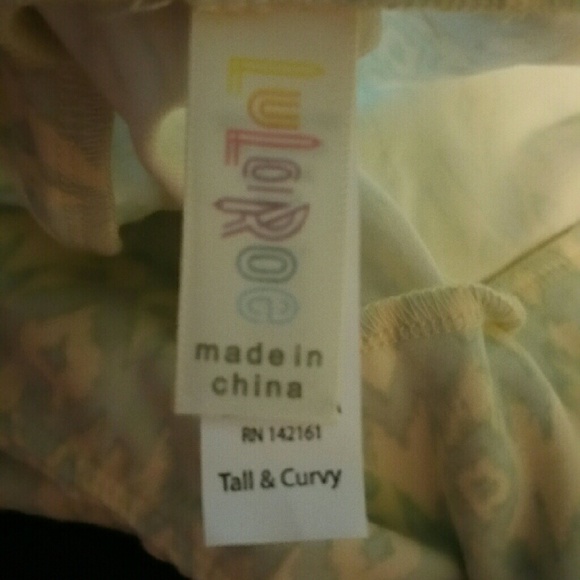 LuLaRoe
made in
china
RN 142161
Tall & Curvy